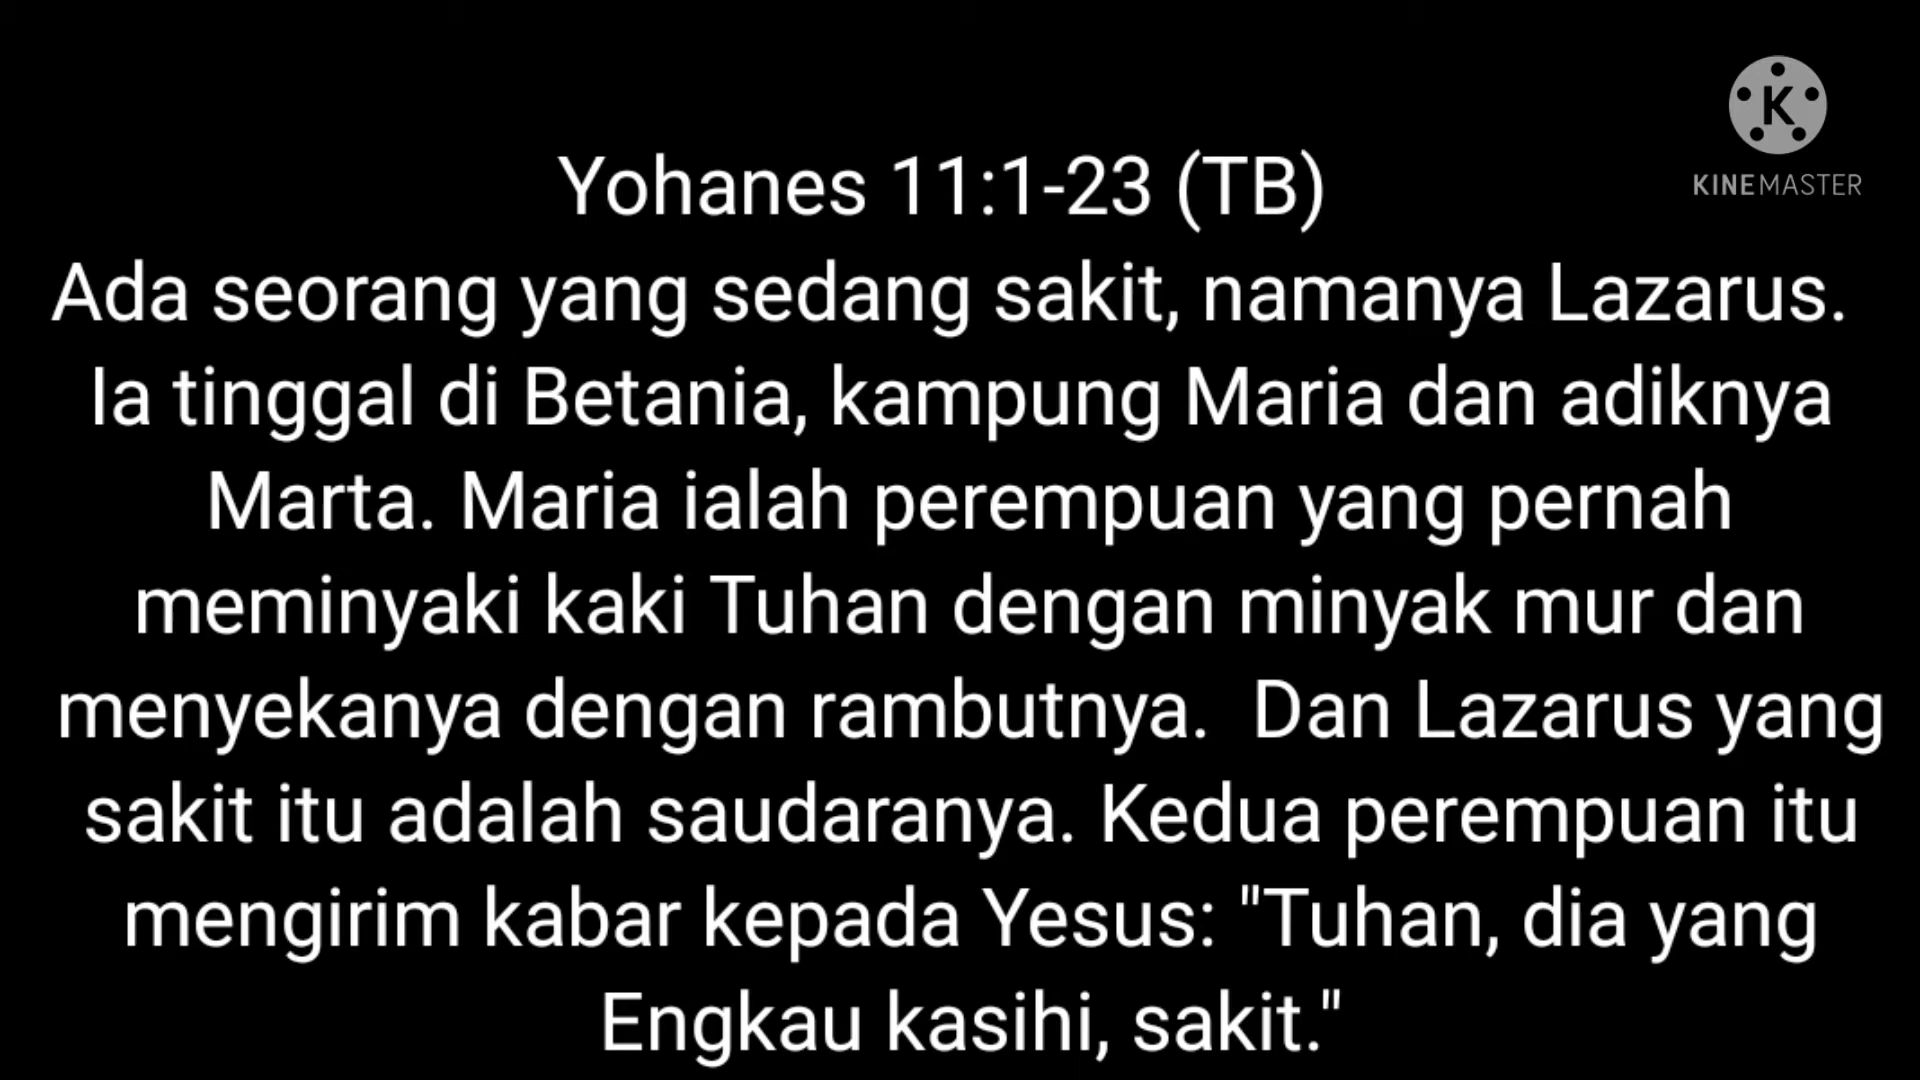 K
KINEMASTER
Yohanes 11:1-23 (TB)
Ada seorang yang sedang sakit, namanya Lazarus.
Ia tinggal di Betania, kampung Maria dan adiknya
Marta. Maria ialah perempuan yang pernah
meminyaki kaki Tuhan dengan minyak mur dan
menyekanya dengan rambutnya.  Dan Lazarus yang
sakit itu adalah saudaranya. Kedua perempuan itu
mengirim kabar kepada Yesus: "Tuhan, dia yang
Engkau kasihi, sakit."